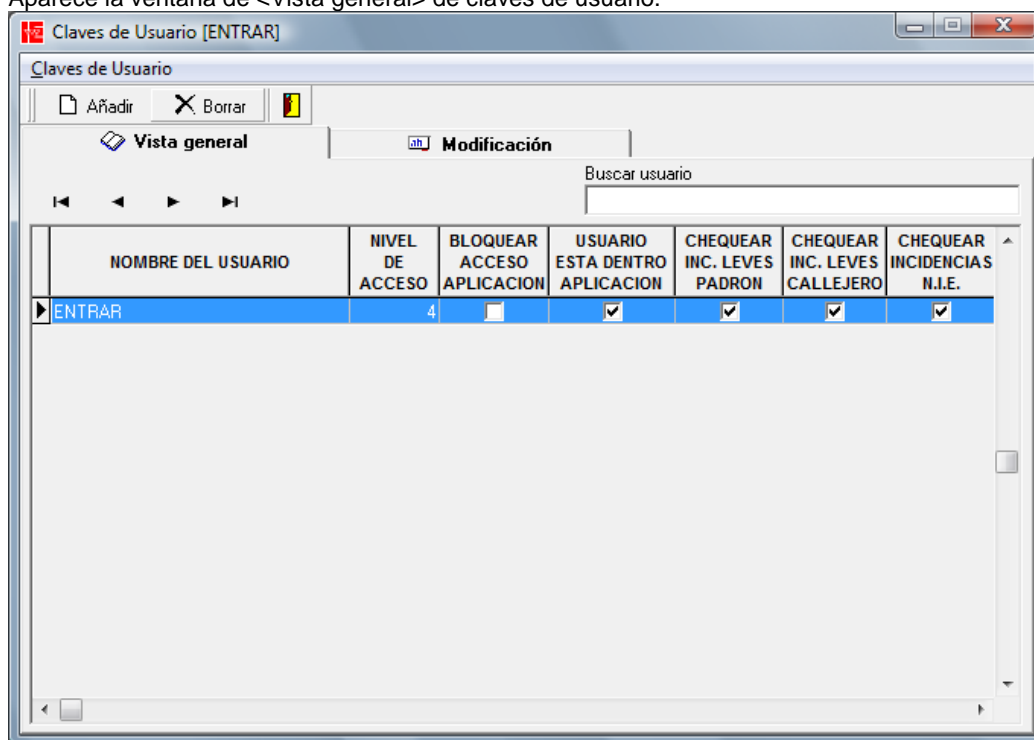 Aparece la ventana de <Vista general> de claves de usuario.
Claves de Usuario [ENTRAR]
Claves de Usuario
Añadir Borrar
Vista general Modificación
Buscar usuario
NOMBRE DEL USUARIO NIVEL DE ACCESO BLOQUEAR ACCESO APLICACION USUARIO ESTA DENTRO APLICACION CHEQUEAR INC. LEVES PADRON CHEQUEAR INC. LEVES CALLEJERO CHEQUEAR INCIDENCIAS N.I.E.
ENTRAR 4